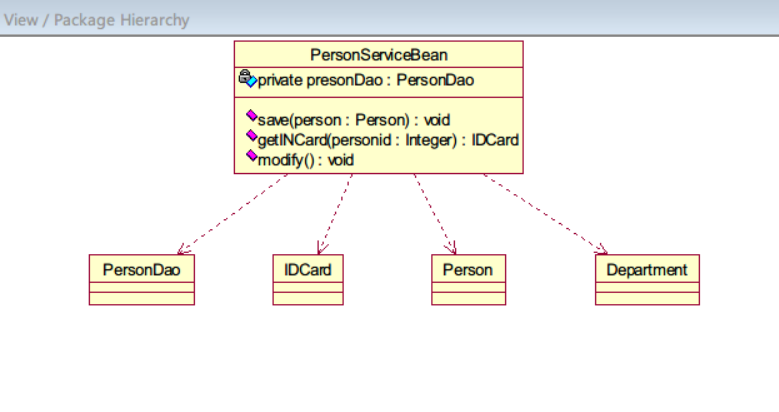 View / Package Hierarchy
PersonServiceBean
private presonDao : PersonDao
save(person : Person) : void
getINCard(personid : Integer) : IDCard
modify() : void
PersonDao
IDCard
Person
Department